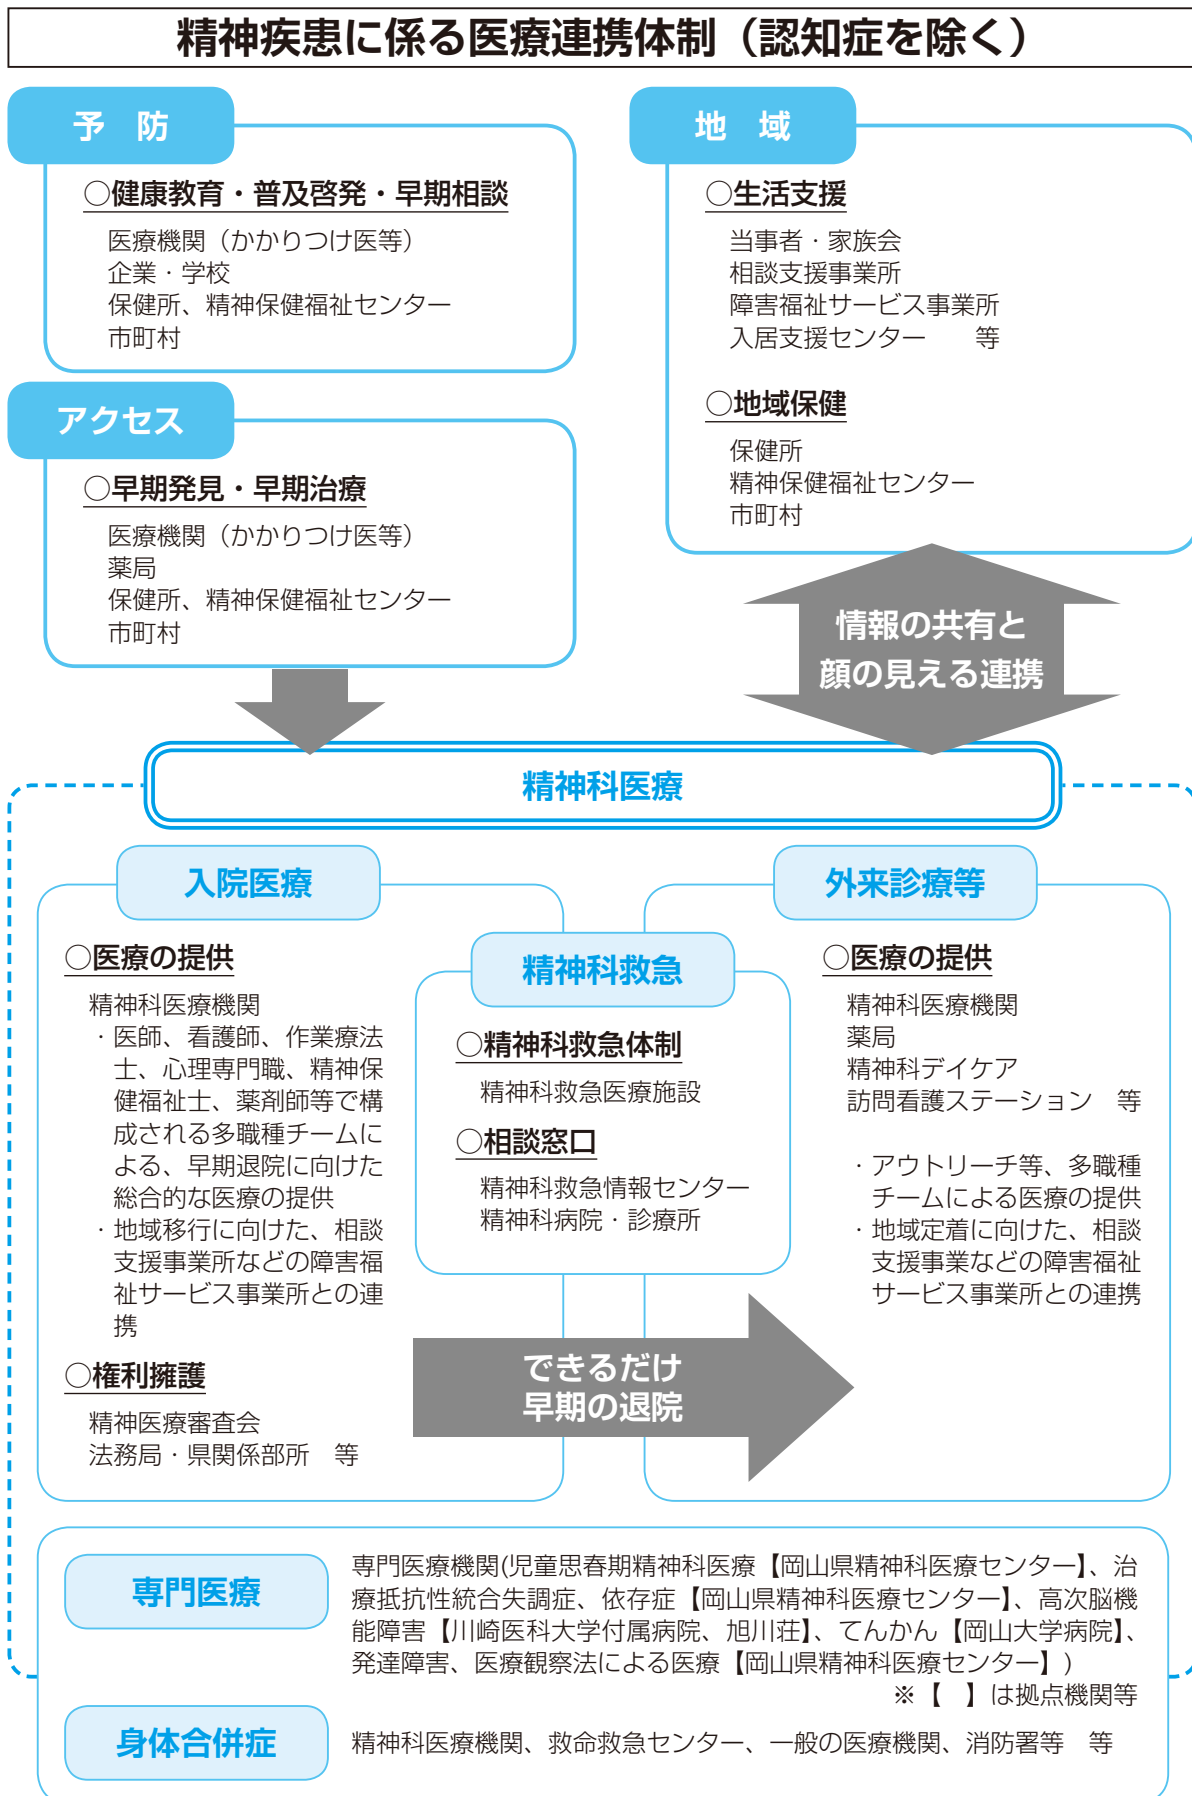 精神疾患に係る医療連携体制（認知症を除く）
予　防
○健康教育・普及啓発・早期相談
医療機関（かかりつけ医等）
企業・学校
保健所、精神保健福祉センター
市町村
アクセス
○早期発見・早期治療
医療機関（かかりつけ医等）
薬局
保健所、精神保健福祉センター
市町村
地　域
○生活支援
当事者・家族会
相談支援事業所
障害福祉サービス事業所
入居支援センター　　等
○地域保健
保健所
精神保健福祉センター
市町村
情報の共有と
顔の見える連携
精神科医療
入院医療
○医療の提供
精神科医療機関
・医師、看護師、作業療法
士、心理専門職、精神保
健福祉士、薬剤師等で構
成される多職種チームに
よる、早期退院に向けた
総合的な医療の提供
・地域移行に向けた、相談
支援事業所などの障害福
祉サービス事業所との連
携
○権利擁護
精神医療審査会
法務局・県関係部所　等
精神科救急
○精神科救急体制
精神科救急医療施設
○相談窓口
精神科救急情報センター
精神科病院・診療所
外来診療等
○医療の提供
精神科医療機関
薬局
精神科デイケア
訪問看護ステーション　等
・アウトリーチ等、多職種
チームによる医療の提供
・地域定着に向けた、相談
支援事業などの障害福祉
サービス事業所との連携
できるだけ
早期の退院
専門医療
専門医療機関(児童思春期精神科医療【岡山県精神科医療センター】、治
療抵抗性統合失調症、依存症【岡山県精神科医療センター】、高次脳機
能障害【川崎医科大学付属病院、旭川荘】、てんかん【岡山大学病院】、
発達障害、医療観察法による医療【岡山県精神科医療センター】)
※【　】は拠点機関等
身体合併症
精神科医療機関、救命救急センター、一般の医療機関、消防署等　等